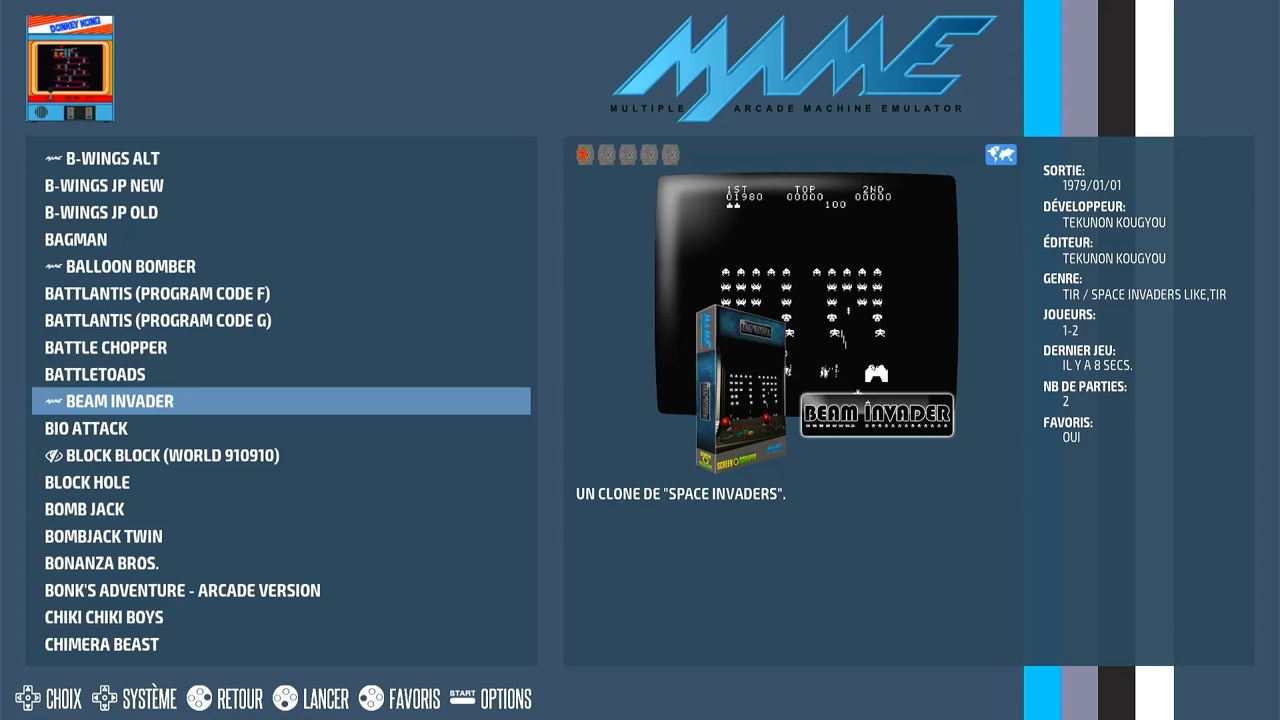 DONKEY KONG
MAME
MULTIPLE ARCADE MACHINE EMULATOR
B-WINGS ALT
B-WINGS JP NEW
B-WINGS JP OLD
BAGMAN
BALLOON BOMBER
BATTLANTIS (PROGRAM CODE F)
BATTLANTIS (PROGRAM CODE G)
BATTLE CHOPPER
BATTLETOADS
BEAM INVADER
BIO ATTACK
BLOCK BLOCK (WORLD 910910)
BLOCK HOLE
BOMB JACK
BOMBJACK TWIN
BONANZA BROS.
BONK'S ADVENTURE - ARCADE VERSION
CHIKI CHIKI BOYS
CHIMERA BEAST
1ST TOP 2ND
01980 00000 00000
100
MAME
SCREEN SCRAPER
BEAM INVADER
UN CLONE DE "SPACE INVADERS".
SORTIE:
1979/01/01
DÉVELOPPEUR:
TEKUNON KOUGYOU
ÉDITEUR:
TEKUNON KOUGYOU
GENRE:
TIR / SPACE INVADERS LIKE,TIR
JOUEURS:
1-2
DERNIER JEU:
IL Y A 8 SECS.
NB DE PARTIES:
2
FAVORIS:
OUI
CHOIX SYSTÈME RETOUR LANCER FAVORIS START OPTIONS